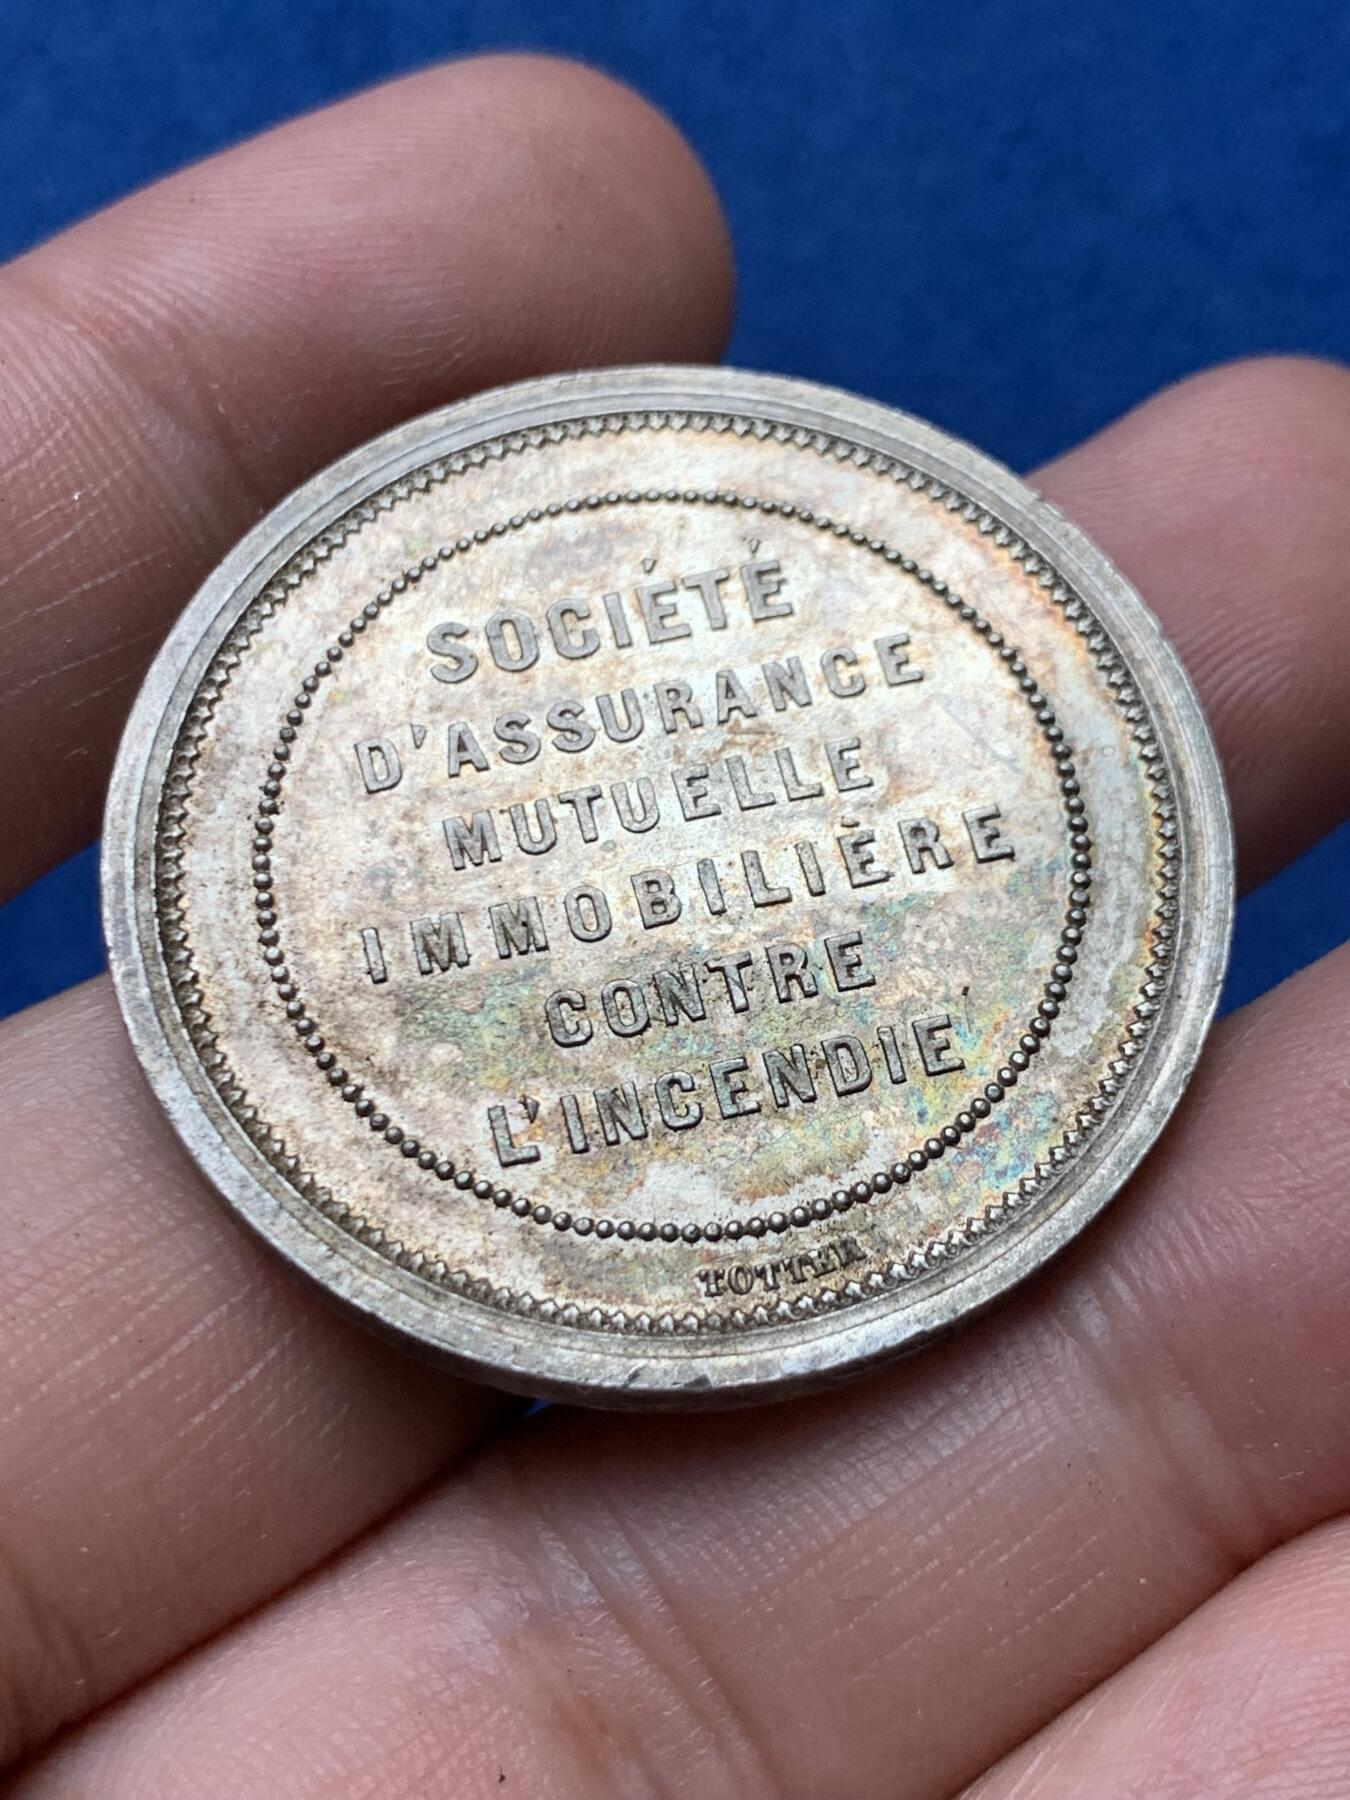 SOCIÉTÉ
D'ASSURANCE
MUTUELLE
IMMOBILIÈRE
CONTRE
L'INCENDIE